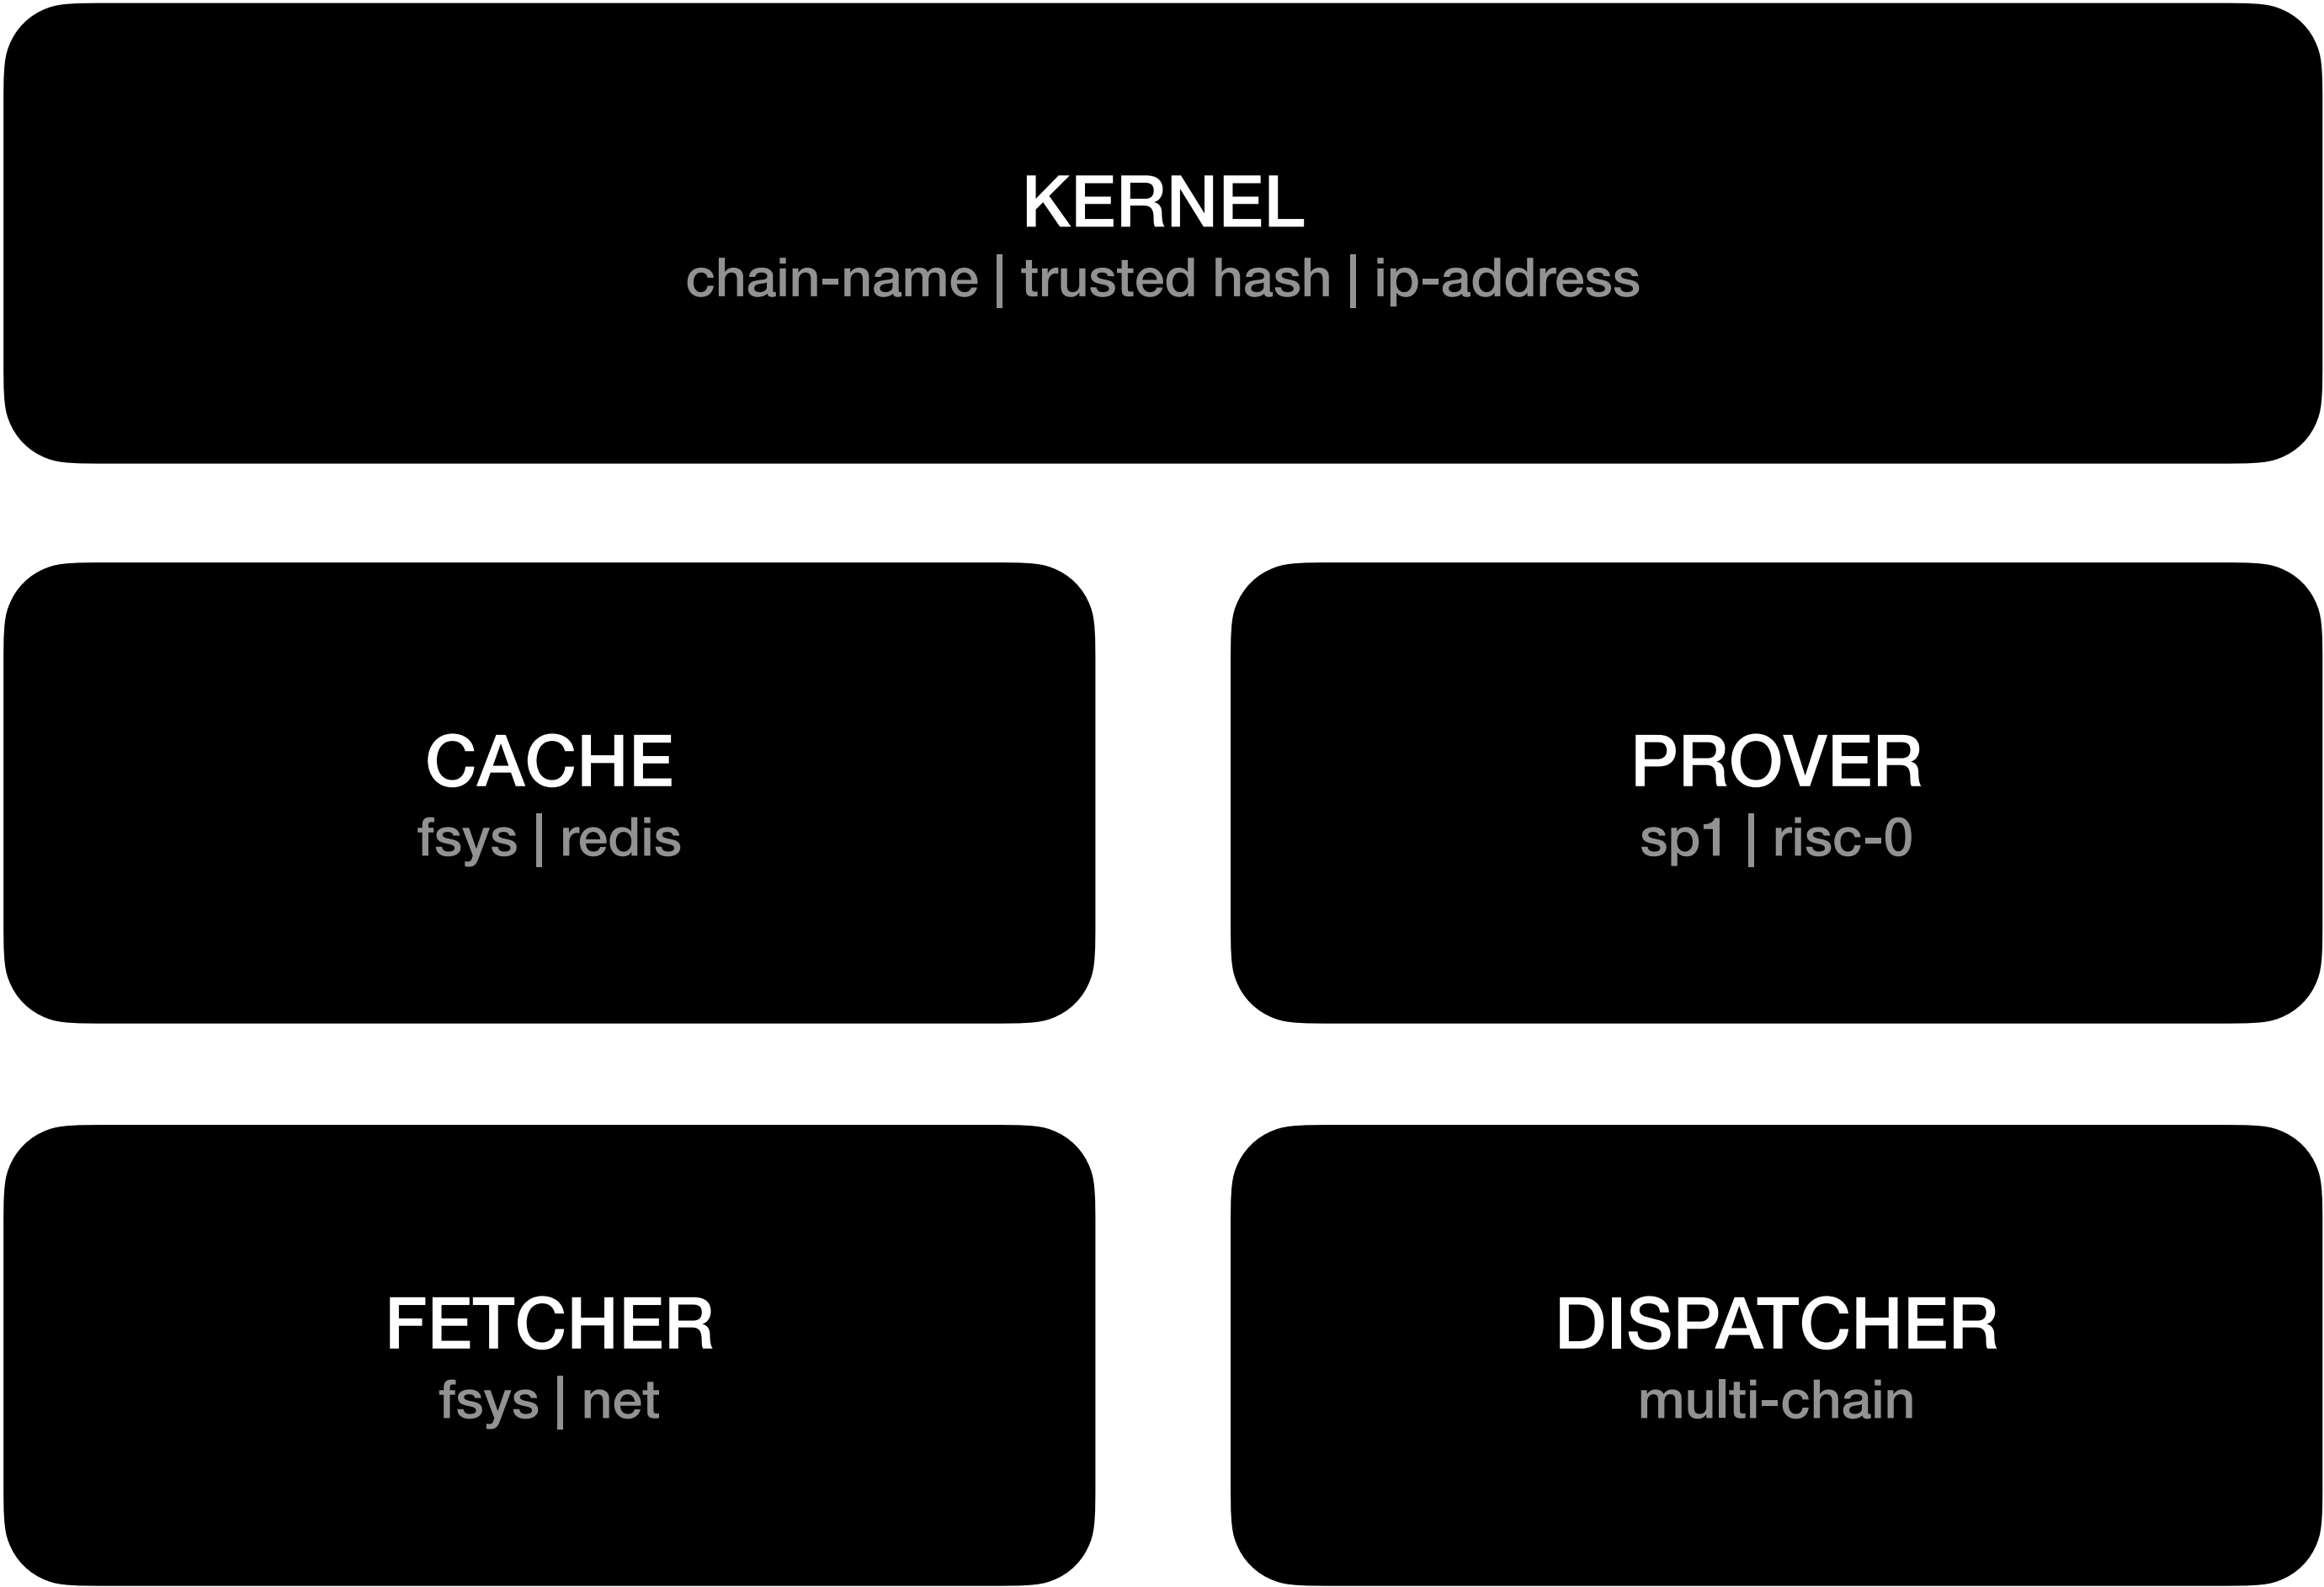 KERNEL
chain-name | trusted hash | ip-address
CACHE
fsys | redis
PROVER
sp1 | risc-0
FETCHER
fsys | net
DISPATCHER
multi-chain